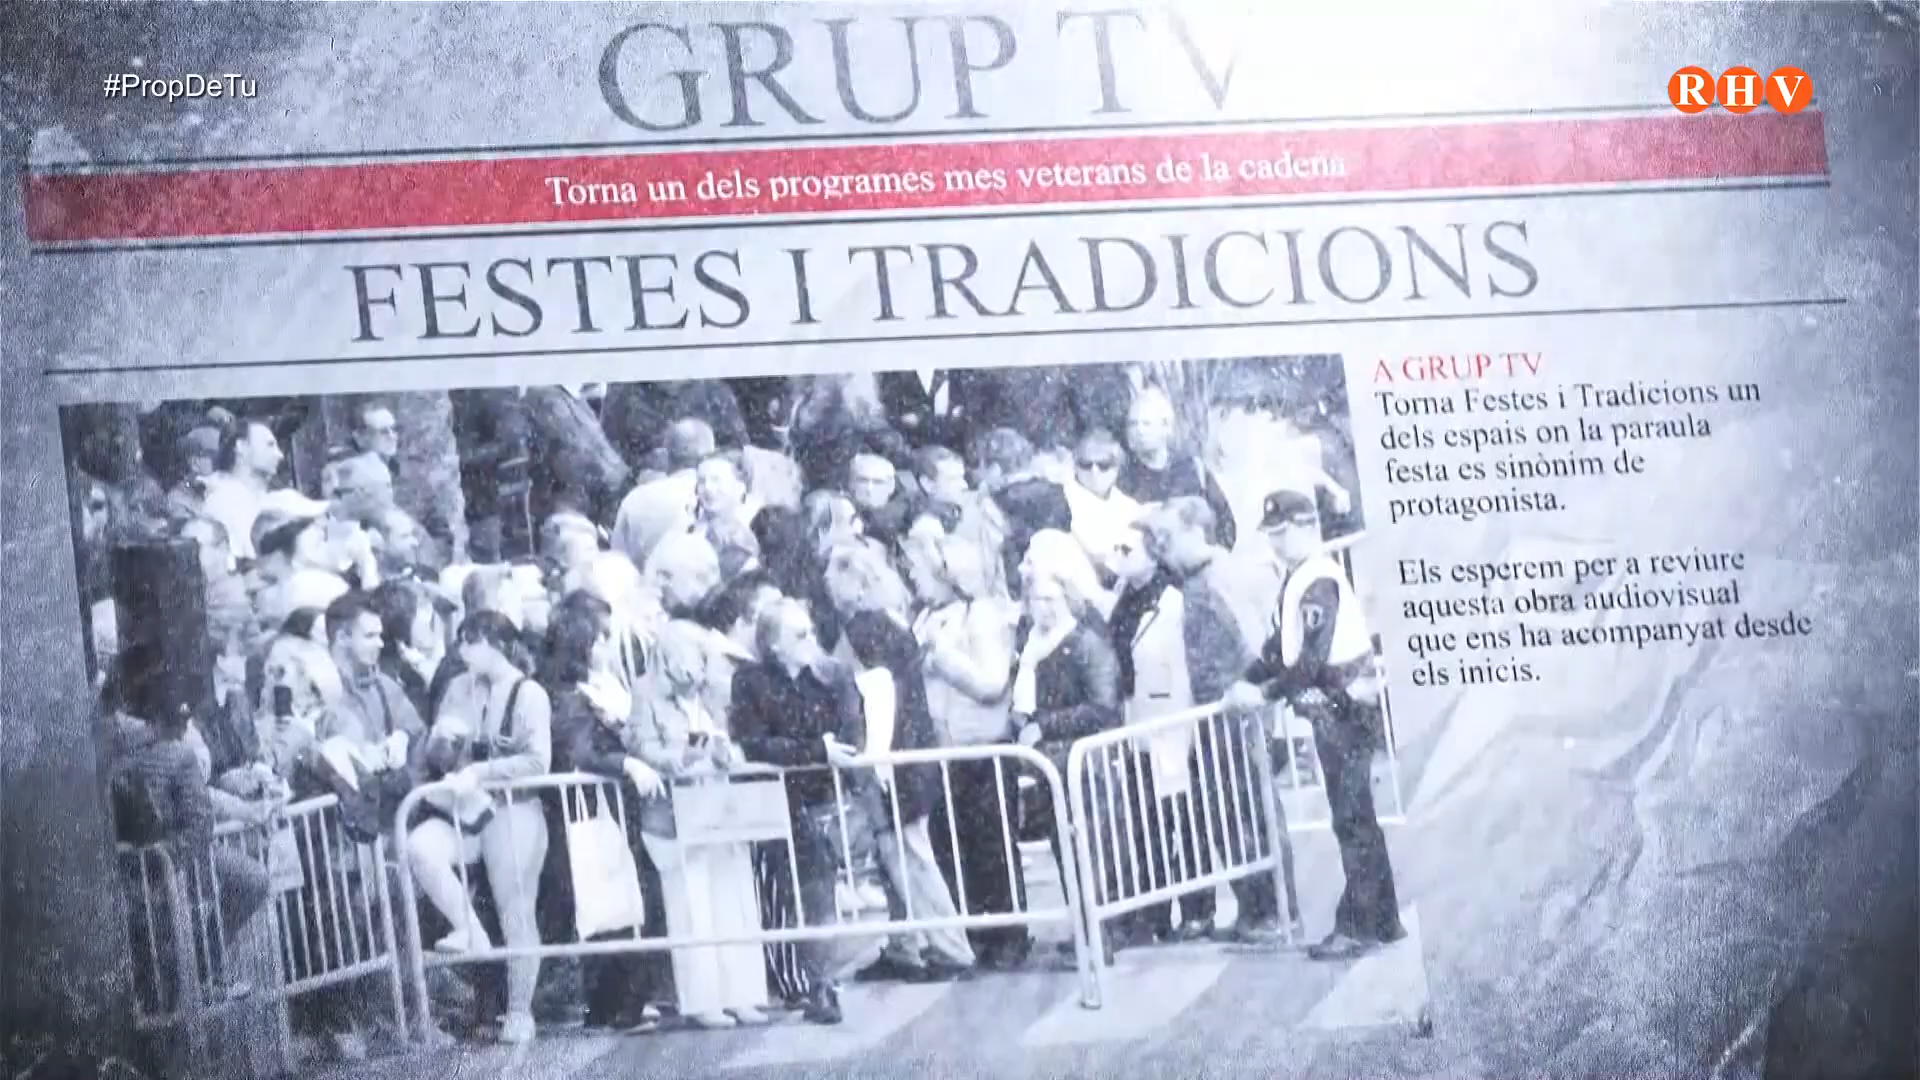 #PropDeTu
RHV
GRUP TV
Torna un dels programes mes veterans de la cadena
FESTES I TRADICIONS
A GRUP TV
Torna Festes i Tradicions un
dels espais on la paraula
festa es sinònim de
protagonista.
Els esperem per a reviure
aquesta obra audiovisual
que ens ha acompanyat desde
els inicis.